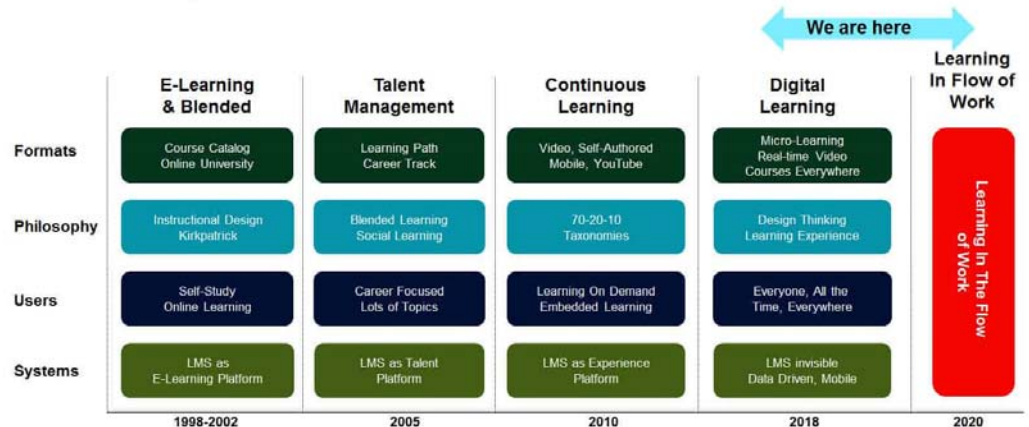 We are here
E-Learning
& Blended
Talent
Management
Continuous
Learning
Digital
Learning
Learning
In Flow of
Work
Formats
Course Catalog
Online University
Learning Path
Career Track
Video, Self-Authored
Mobile, YouTube
Micro-Learning
Real-time Video
Courses Everywhere
Learning In The Flow
of Work
Philosophy
Instructional Design
Kirkpatrick
Blended Learning
Social Learning
70-20-10
Taxonomies
Design Thinking
Learning Experience
Users
Self-Study
Online Learning
Career Focused
Lots of Topics
Learning On Demand
Embedded Learning
Everyone, All the
Time, Everywhere
Systems
LMS as
E-Learning Platform
LMS as Talent
Platform
LMS as Experience
Platform
LMS invisible
Data Driven, Mobile
1998-2002
2005
2010
2018
2020